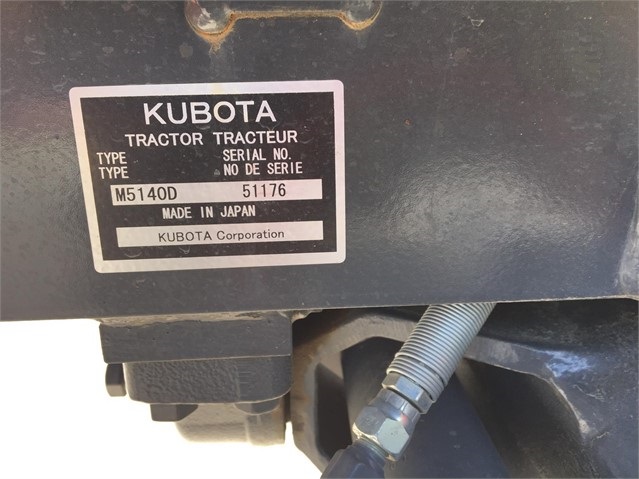 KUBOTA
TRACTOR TRACTEUR
TYPE SERIAL NO.
TYPE NO DE SERIE
M5140D 51176
MADE IN JAPAN
KUBOTA Corporation